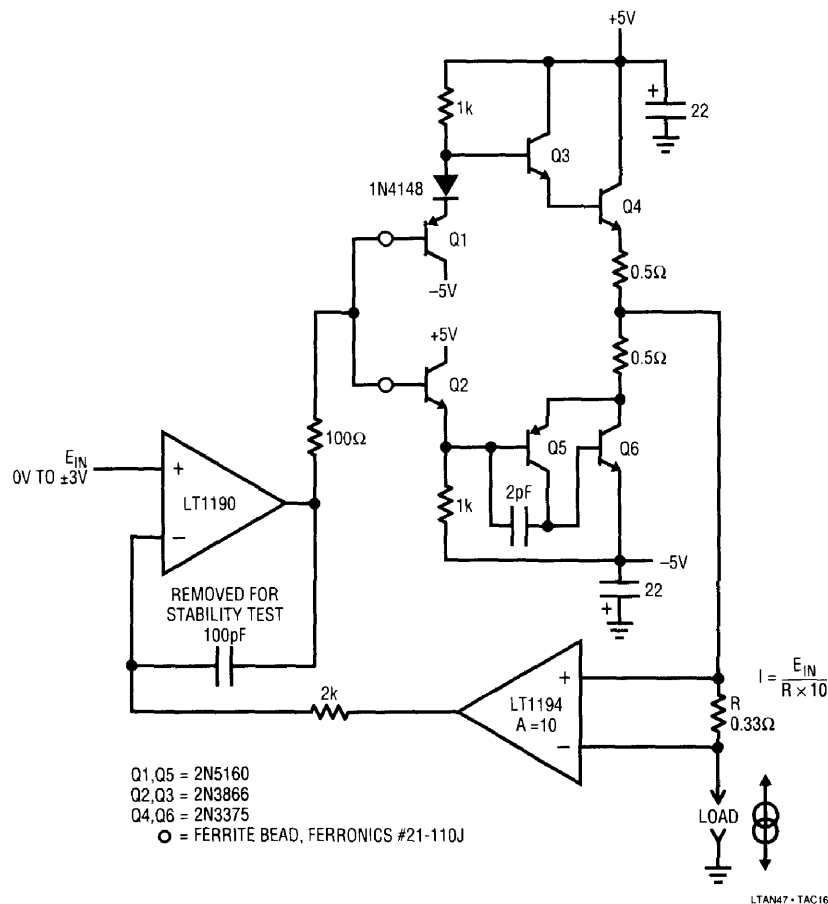 +5V
1k
+
22
Q3
1N4148
Q4
Q1
0.5Ω
–5V
+5V
0.5Ω
Q2
100Ω
E_IN
0V TO ±3V
+
LT1190
–
Q5
Q6
1k
2pF
–5V
22
+
REMOVED FOR
STABILITY TEST
100pF
2k
+
LT1194
A = 10
–
I = E_IN / R × 10
R
0.33Ω
LOAD
Q1, Q5 = 2N5160
Q2, Q3 = 2N3866
Q4, Q6 = 2N3375
O = FERRITE BEAD, FERRONICS #21-110J
LTAN47 • TAC16